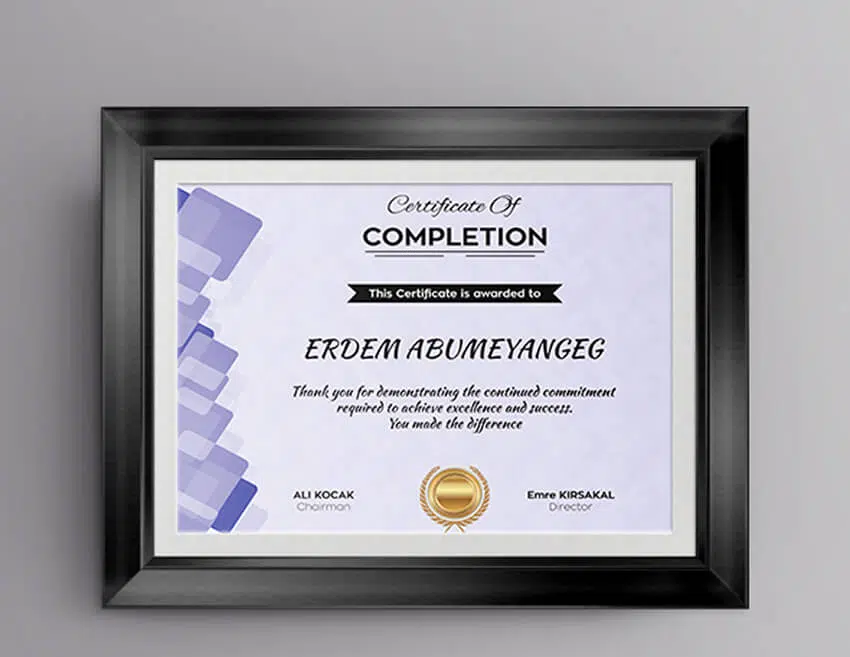 Certificate Of
COMPLETION
This Certificate is awarded to
ERDEM ABUMEYANGEG
Thank you for demonstrating the continued commitment
required to achieve excellence and success.
You made the difference
ALI KOCAK
Chairman
Emre KIRSAKAL
Director